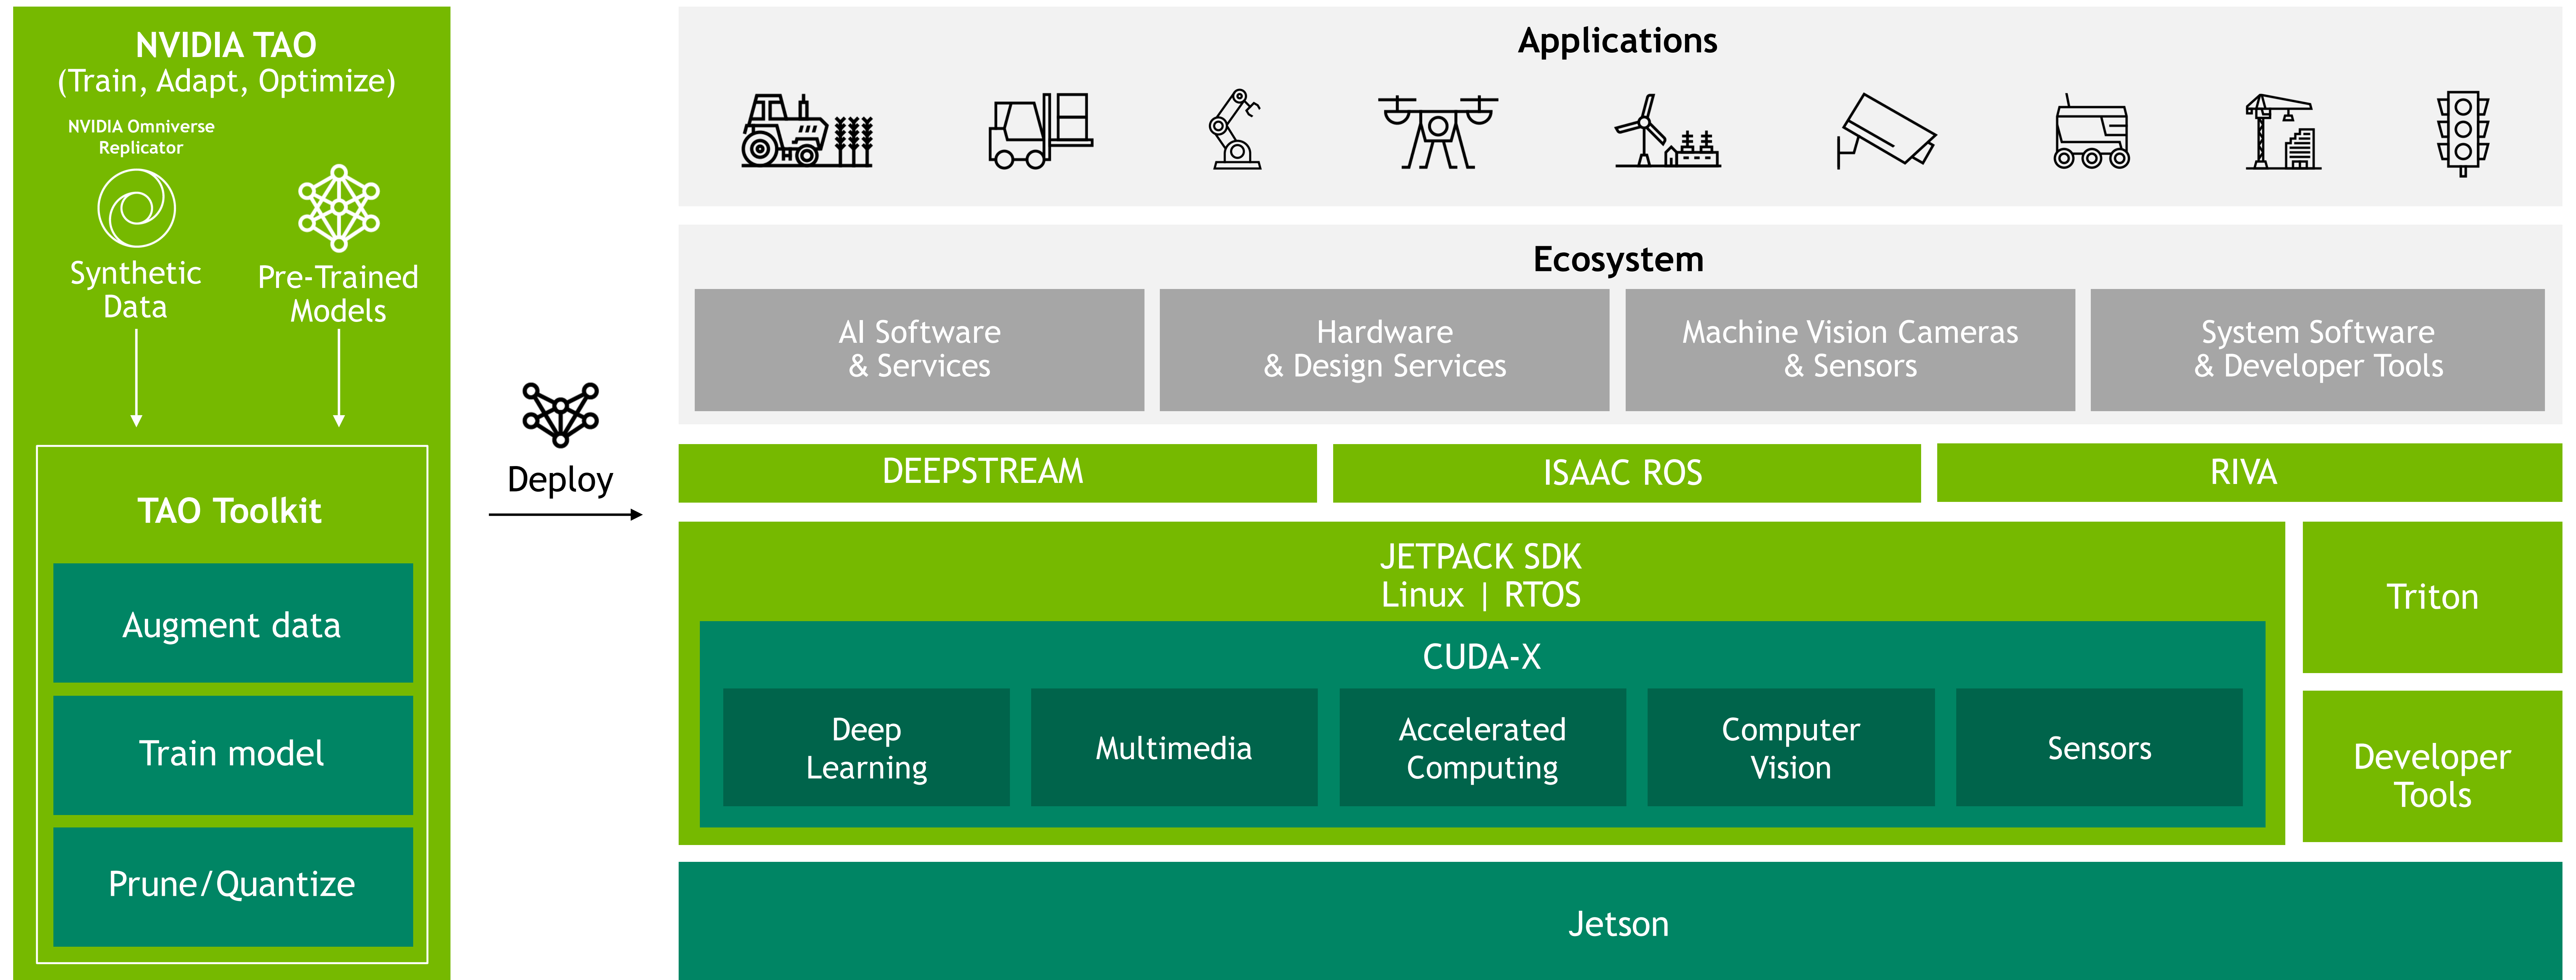 NVIDIA TAO
(Train, Adapt, Optimize)
NVIDIA Omniverse
Replicator
Synthetic
Data
Pre-Trained
Models
TAO Toolkit
Augment data
Train model
Prune/Quantize
Deploy
Applications
Ecosystem
AI Software
& Services
Hardware
& Design Services
Machine Vision Cameras
& Sensors
System Software
& Developer Tools
DEEPSTREAM
ISAAC ROS
RIVA
JETPACK SDK
Linux | RTOS
CUDA-X
Deep
Learning
Multimedia
Accelerated
Computing
Computer
Vision
Sensors
Triton
Developer
Tools
Jetson